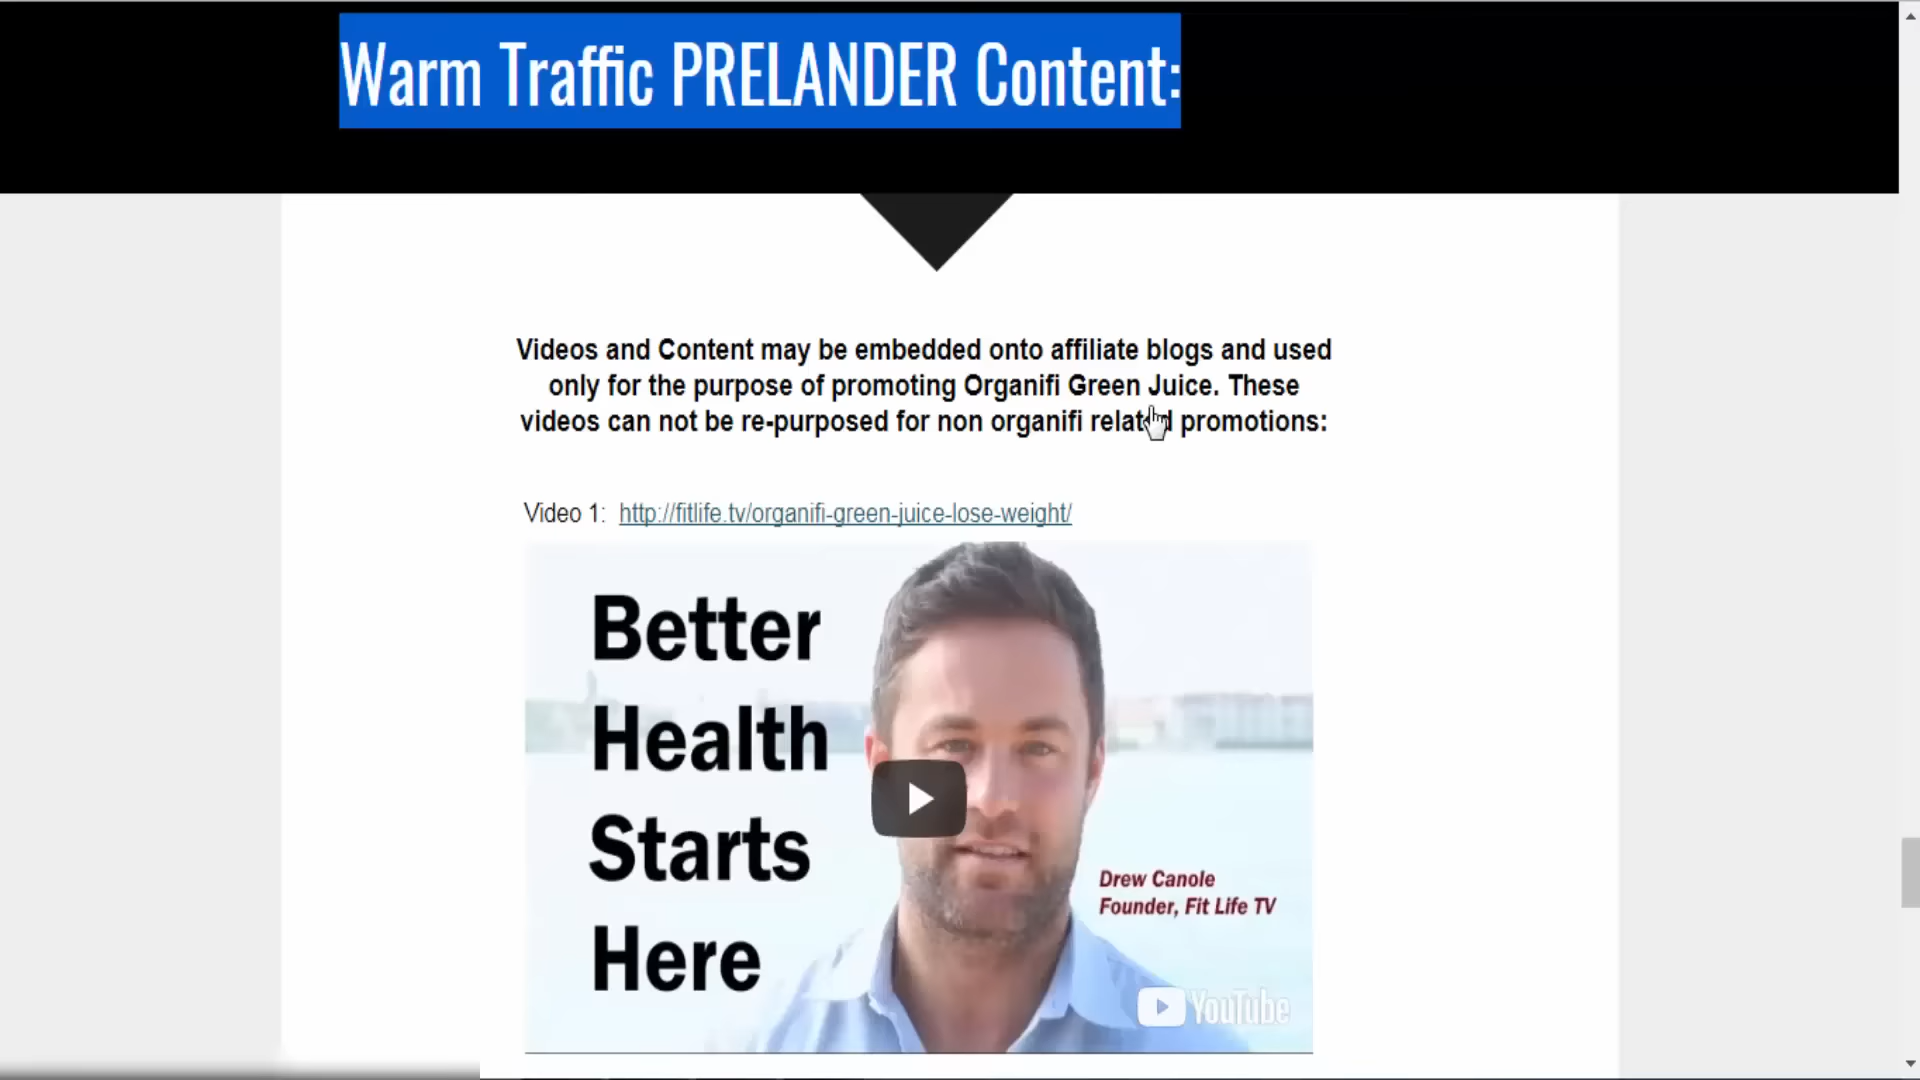 Warm Traffic PRELANDER Content:
Videos and Content may be embedded onto affiliate blogs and used
only for the purpose of promoting Organifi Green Juice. These
videos can not be re-purposed for non organifi related promotions:
Video 1: http://fitlife.tv/organifi-green-juice-lose-weight/
Better
Health
Starts
Here
Drew Canole
Founder, Fit Life TV
YouTube